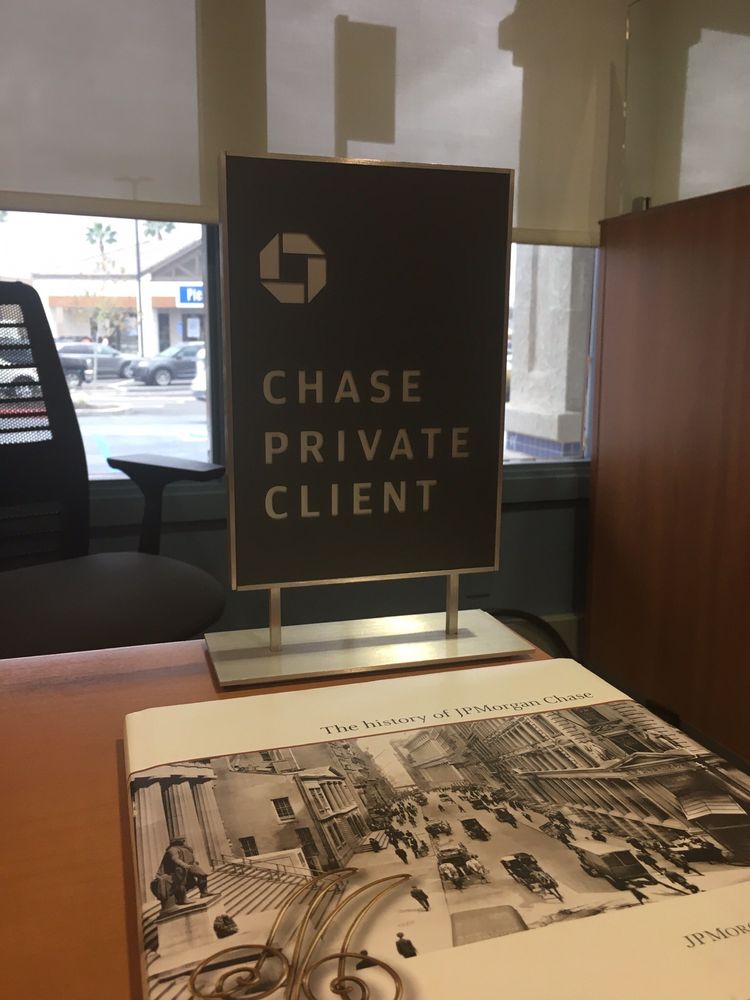 CHASE
PRIVATE
CLIENT
The history of JPMorgan Chase